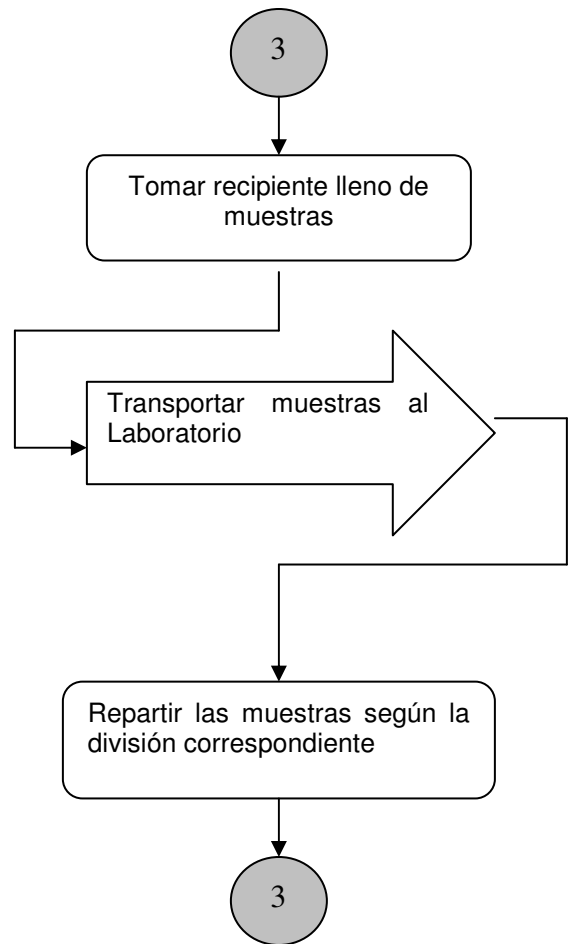 3
Tomar recipiente lleno de
muestras
Transportar muestras al
Laboratorio
Repartir las muestras según la
división correspondiente
3